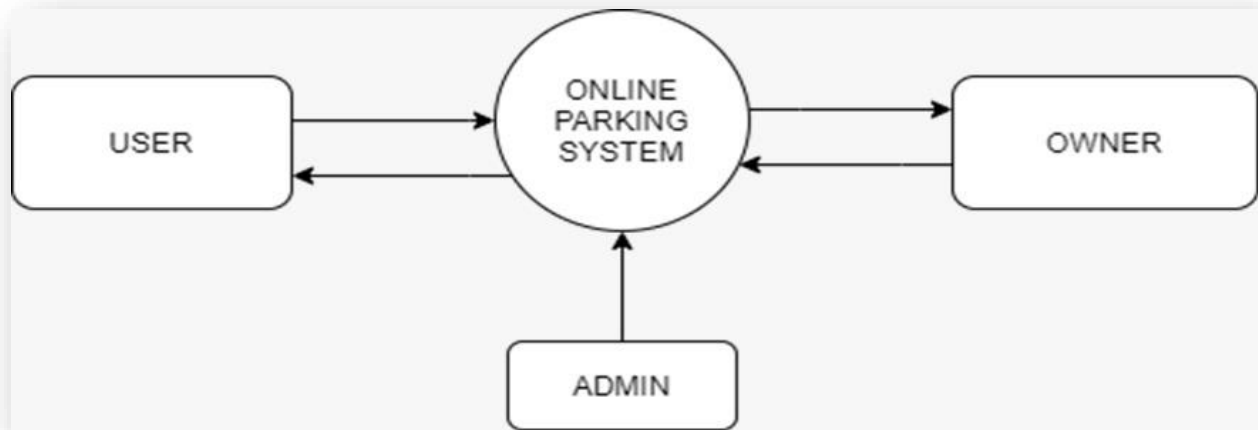 USER
ONLINE
PARKING
SYSTEM
OWNER
ADMIN